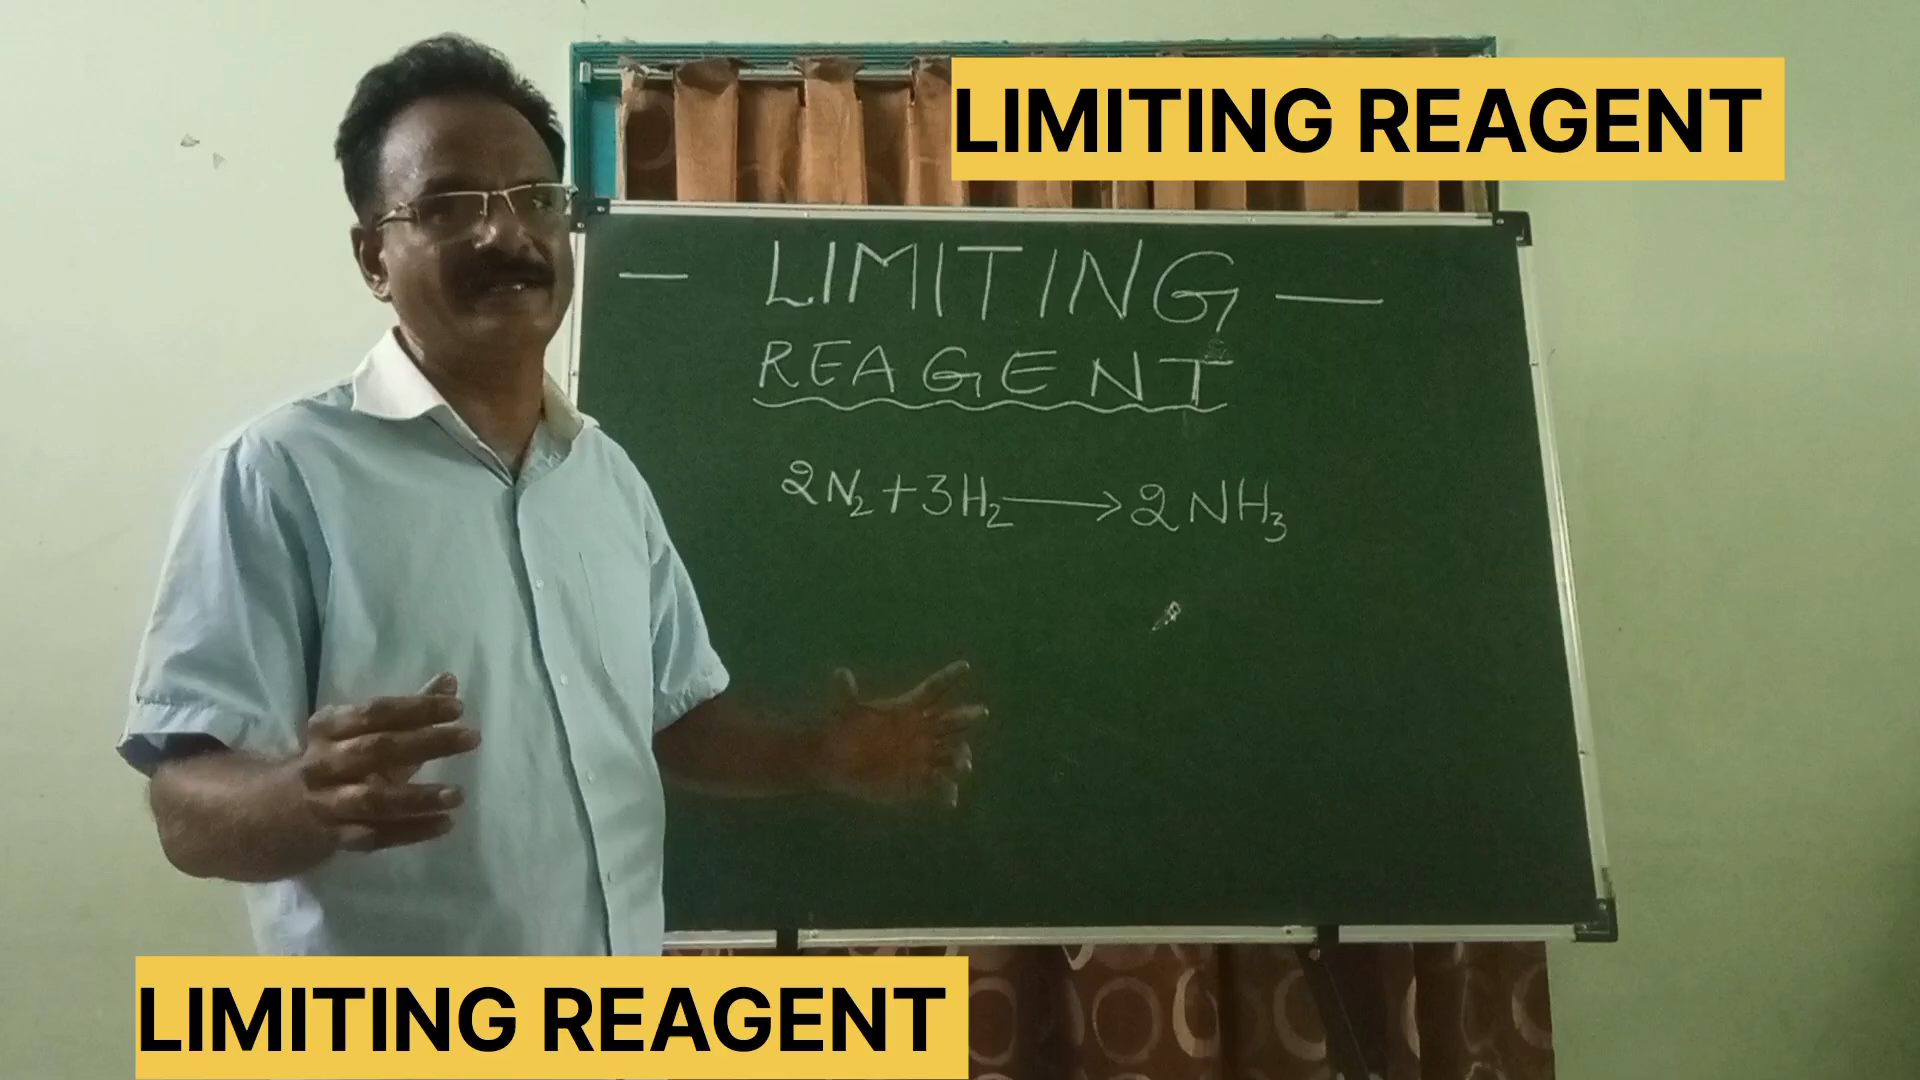 LIMITING REAGENT
— LIMITING —
REAGENT
2N₂+3H₂⟶2NH₃
LIMITING REAGENT